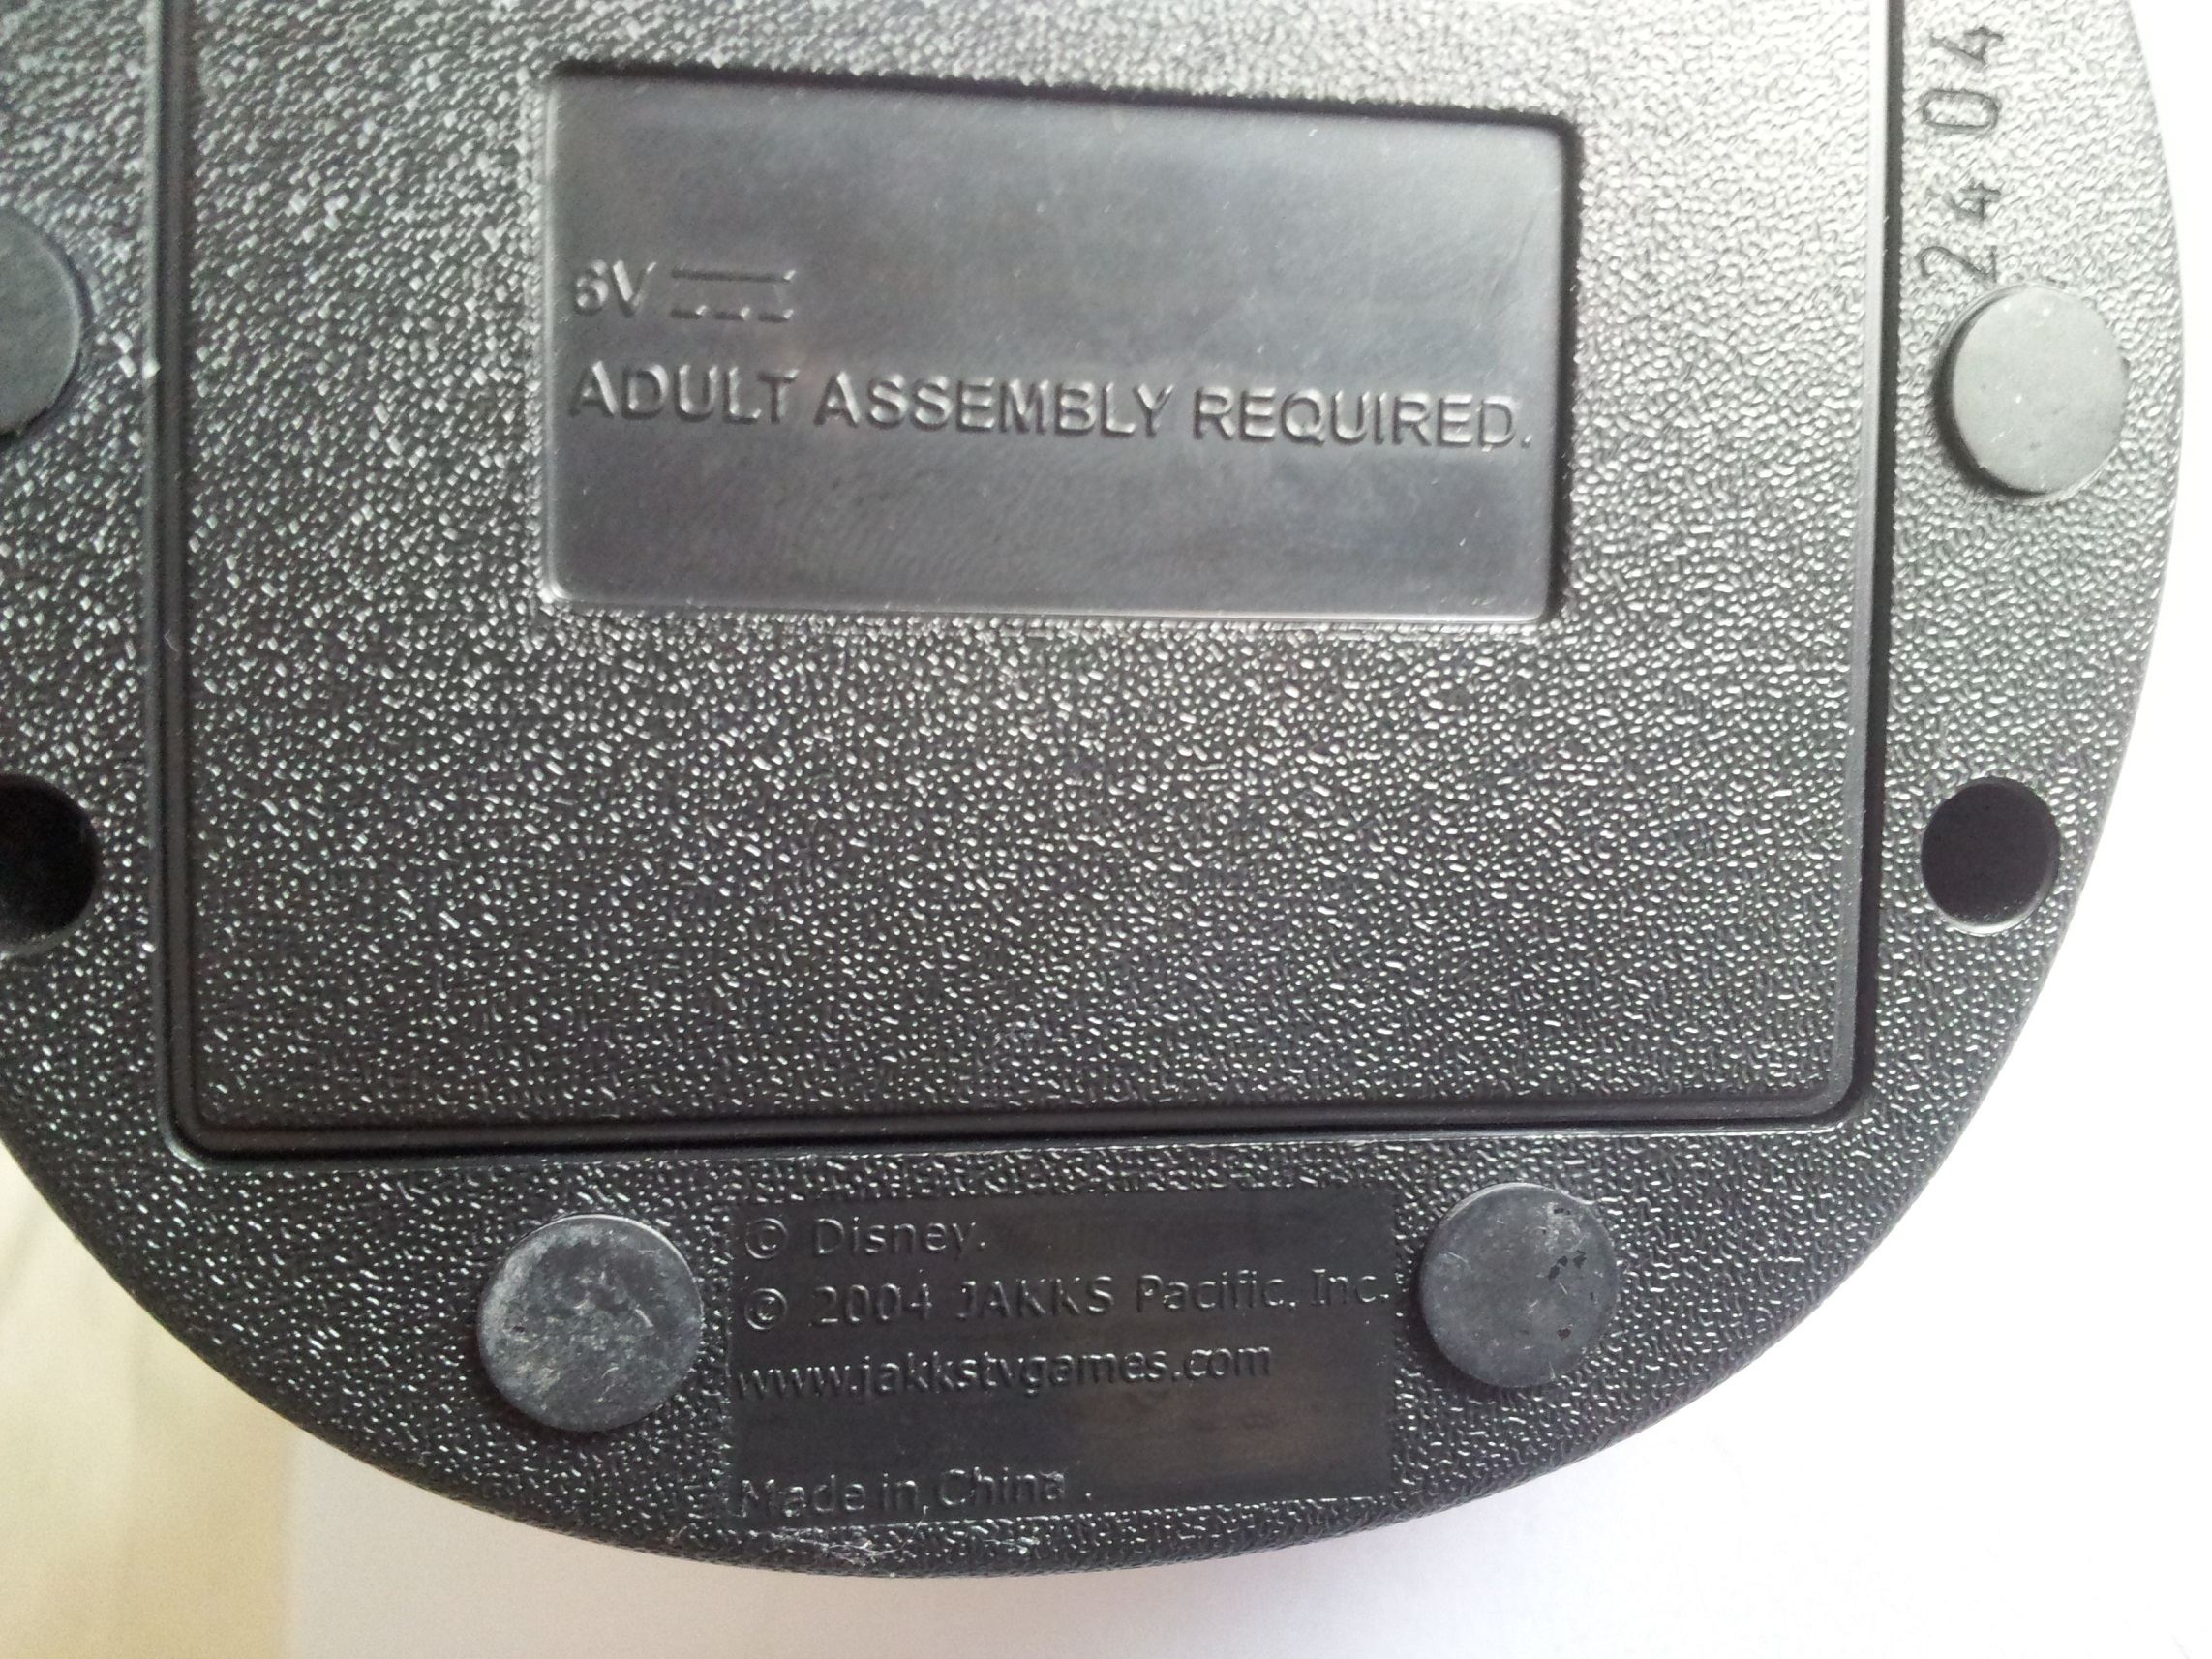 6V
ADULT ASSEMBLY REQUIRED.
24 04
© Disney.
© 2004 JAKKS Pacific, Inc.
www.jakkstvgames.com
Made in China.